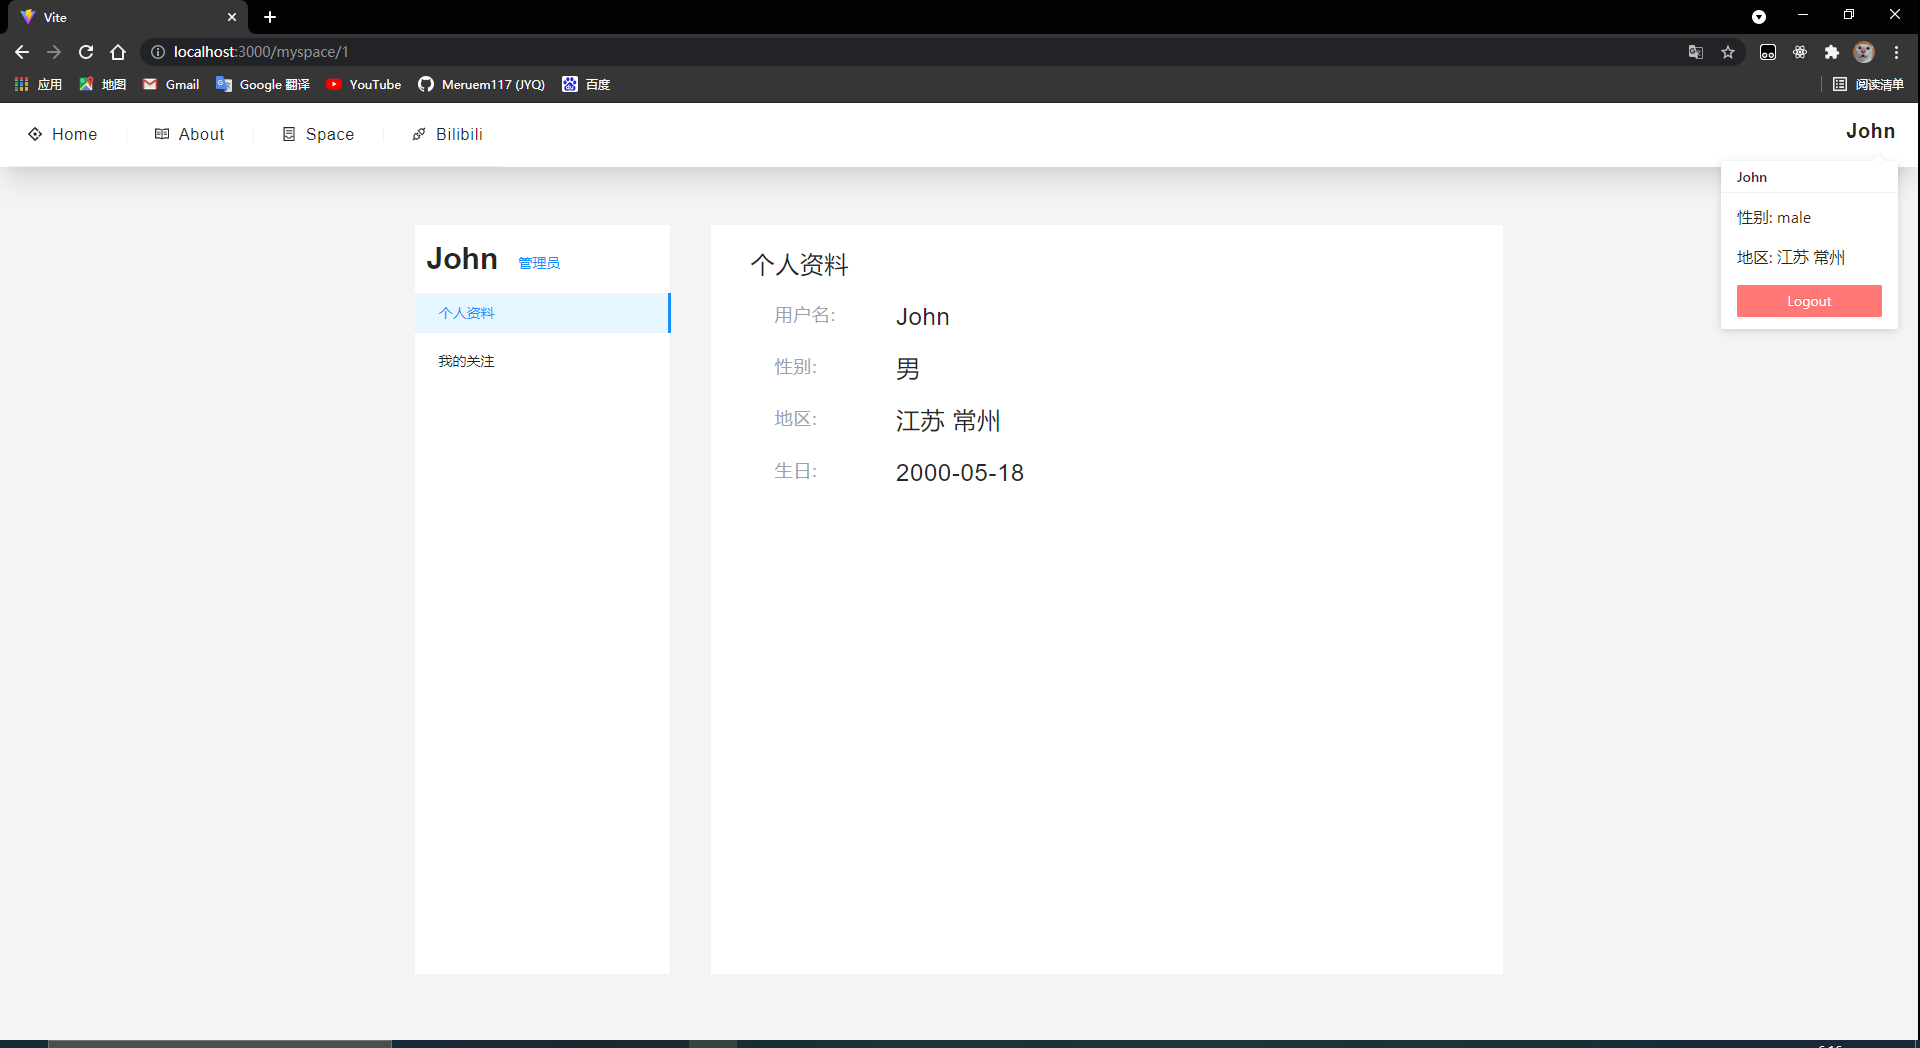 Vite
localhost:3000/myspace/1
应用 地图 Gmail Google 翻译 YouTube Meruem117 (JYQ) 百度 阅读清单
Home About Space Bilibili John
John
性别: male
地区: 江苏 常州
Logout
John 管理员
个人资料
我的关注
个人资料
用户名: John
性别: 男
地区: 江苏 常州
生日: 2000-05-18